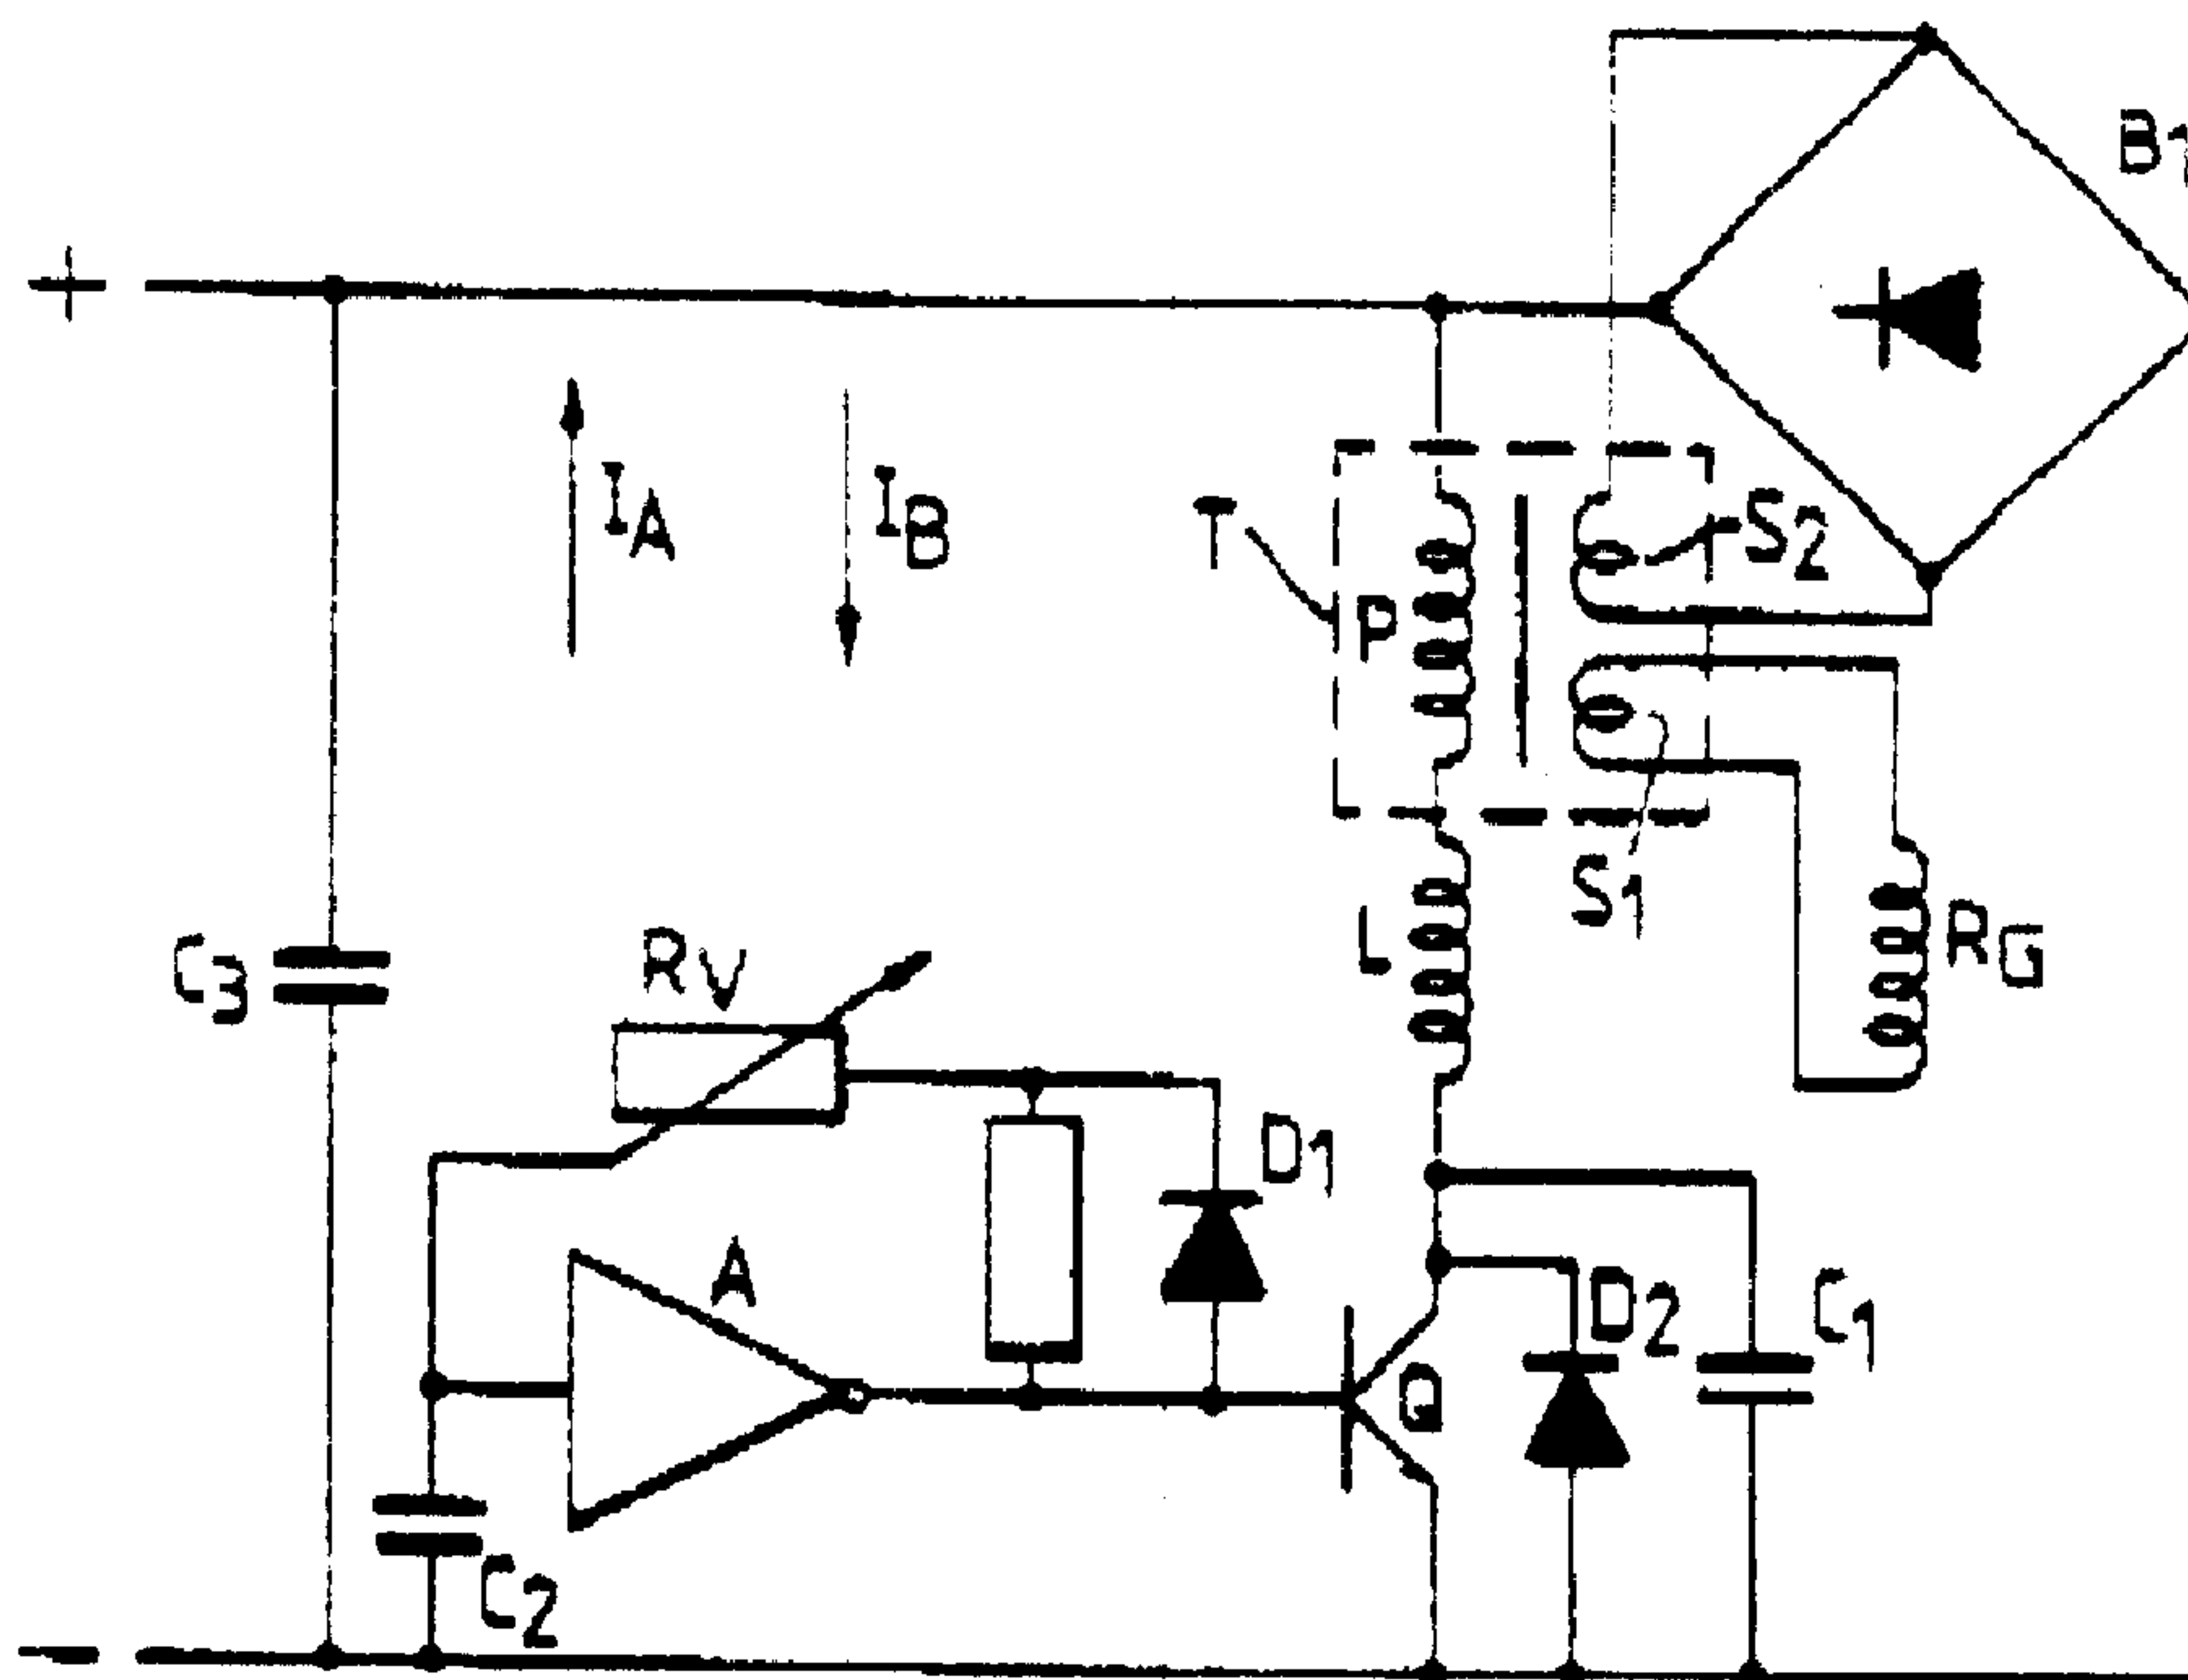 B1
+
IA
IB
T
S2
P
S1
C3
RV
L
RG
D1
A
D2
C1
Q
C2
-